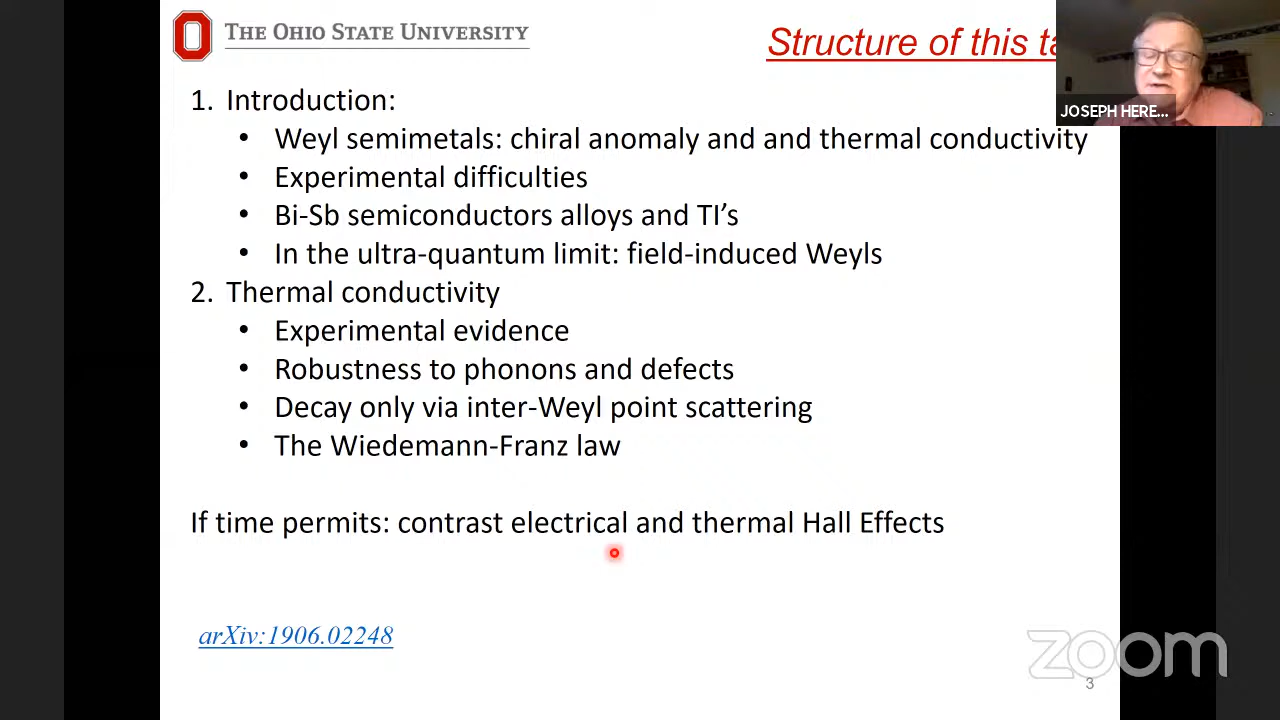 THE OHIO STATE UNIVERSITY
Structure of this
JOSEPH HERE...
1. Introduction:
• Weyl semimetals: chiral anomaly and and thermal conductivity
• Experimental difficulties
• Bi-Sb semiconductors alloys and TI’s
• In the ultra-quantum limit: field-induced Weyls
2. Thermal conductivity
• Experimental evidence
• Robustness to phonons and defects
• Decay only via inter-Weyl point scattering
• The Wiedemann-Franz law
If time permits: contrast electrical and thermal Hall Effects
arXiv:1906.02248
zoom
3